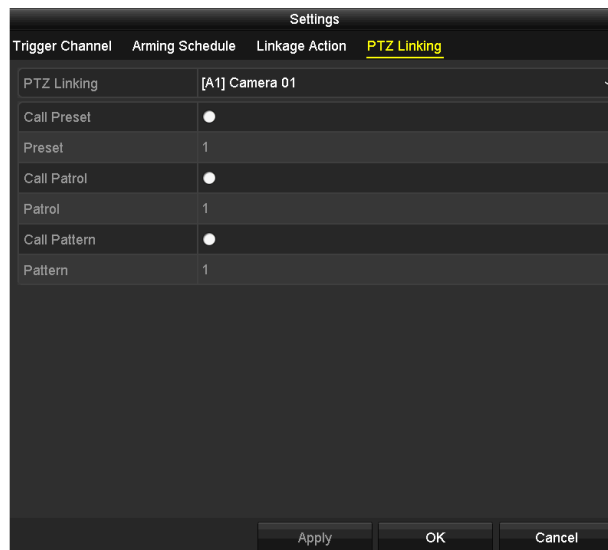 Settings
Trigger Channel Arming Schedule Linkage Action PTZ Linking
PTZ Linking [A1] Camera 01
Call Preset
Preset 1
Call Patrol
Patrol 1
Call Pattern
Pattern 1
Apply OK Cancel